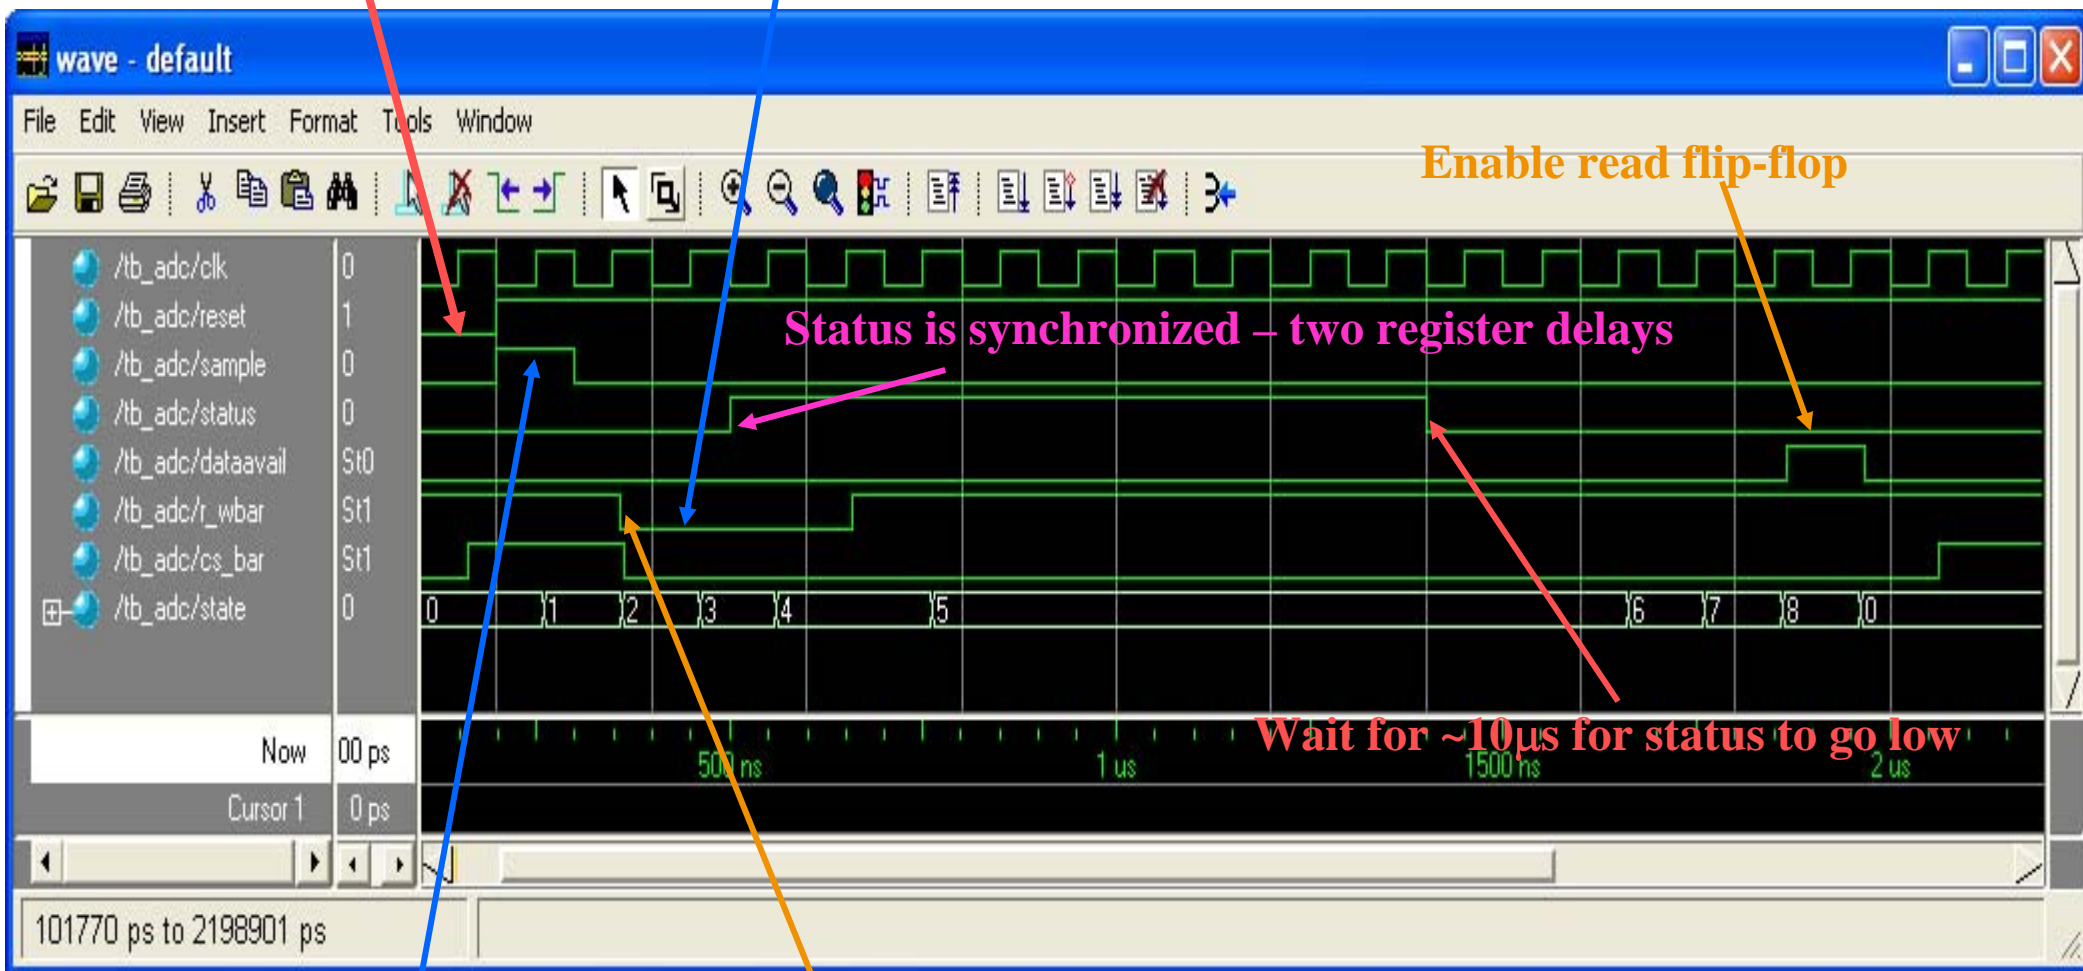 wave - default
File Edit View Insert Format Tools Window
Enable read flip-flop
/tb_adc/clk 0
/tb_adc/reset 1
Status is synchronized – two register delays
/tb_adc/sample 0
/tb_adc/status 0
/tb_adc/dataavail St0
/tb_adc/r_wbar St1
/tb_adc/cs_bar St1
/tb_adc/state 0 0 1 2 3 4 5 6 7 8 0
Wait for ~10μs for status to go low
Now 00 ps 500 ns 1 us 1500 ns 2 us
Cursor 1 0 ps
101770 ps to 2198901 ps